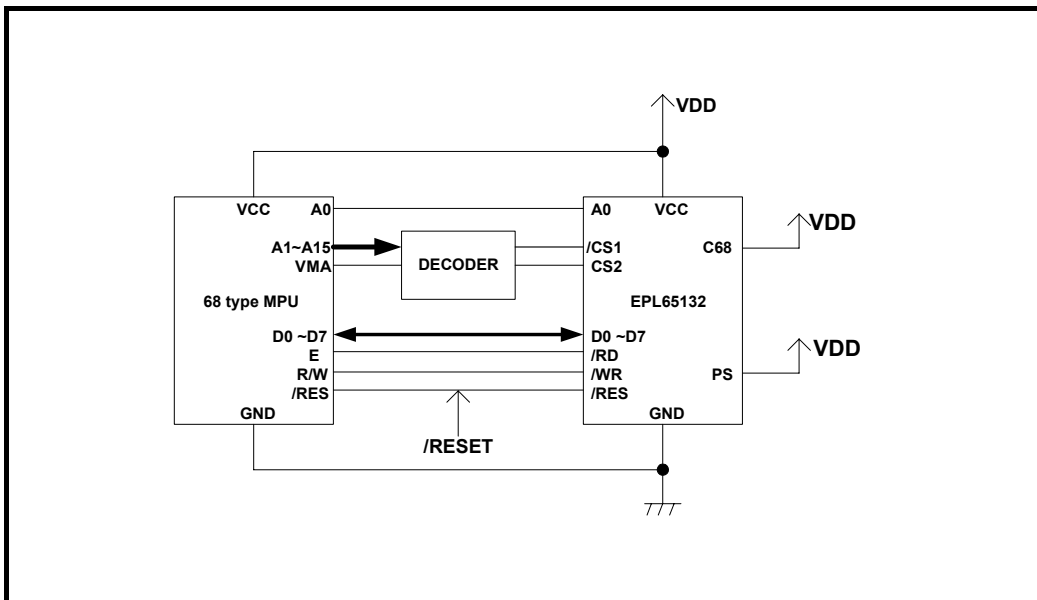 VDD
VCC A0 A0 VCC
VDD
A1~A15 /CS1 C68
DECODER
VMA CS2
68 type MPU EPL65132
D0 ~D7 D0 ~D7
VDD
E /RD
R/W /WR PS
/RES /RES
GND GND
/RESET